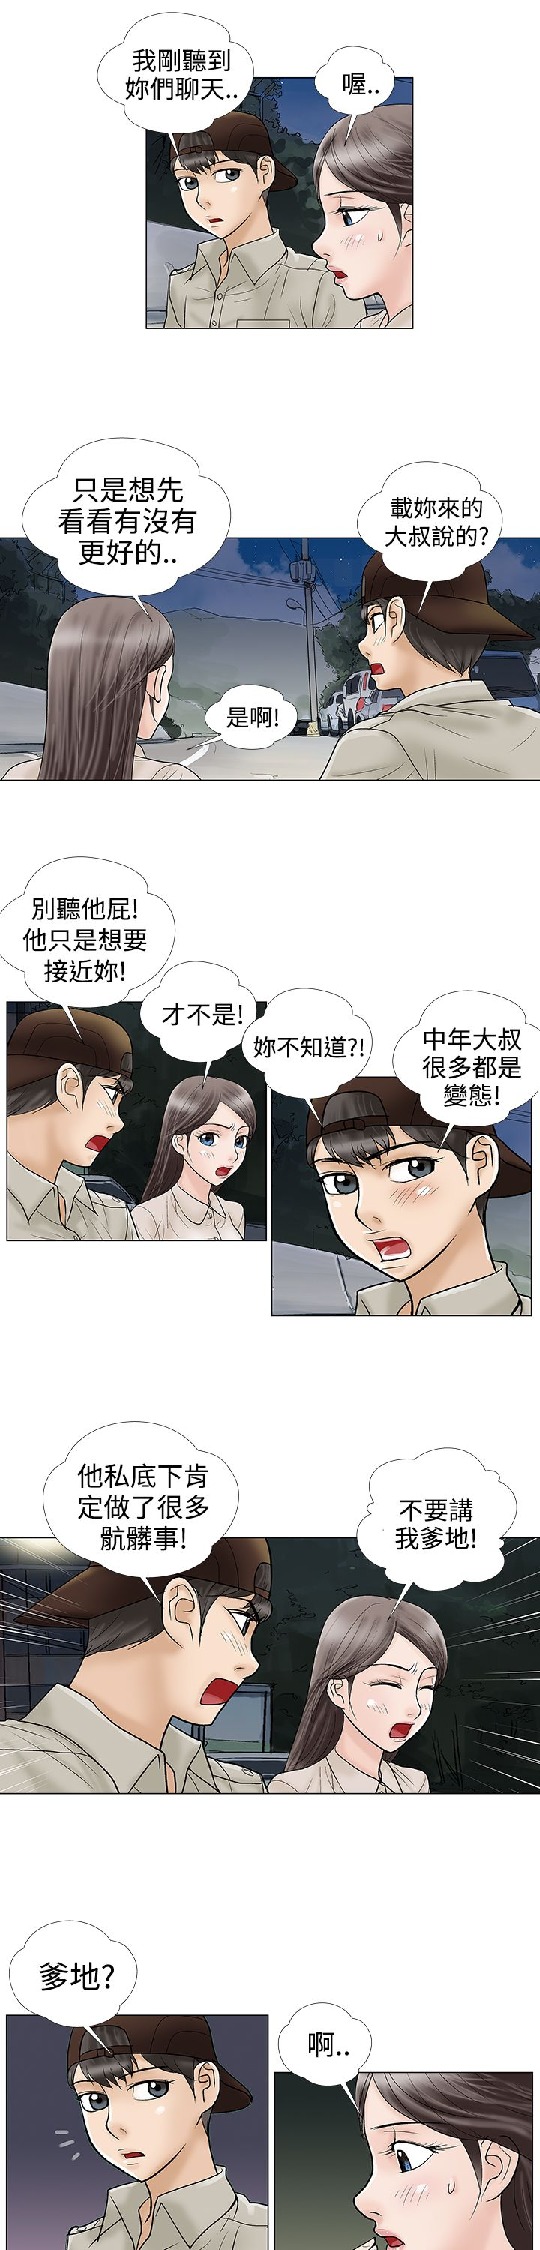 我剛聽到
妳們聊天..
喔..
只是想先
看看有沒有
更好的..
載妳來的
大叔說的?
是啊!
別聽他屁!
他只是想要
接近妳!
才不是!
妳不知道?!
中年大叔
很多都是
變態!
他私底下肯
定做了很多
骯髒事!
不要講
我爹地!
爹地?
啊..